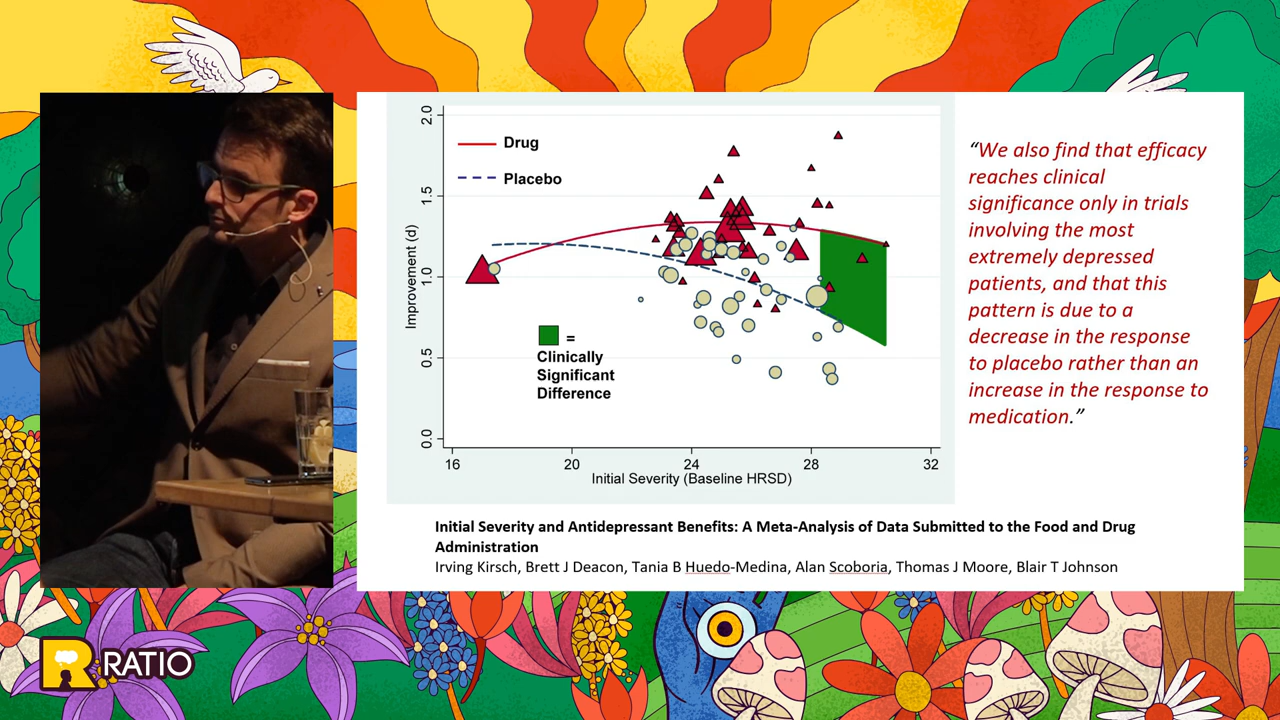 2.0
1.5
1.0
0.5
0.0
Improvement (d)
Drug
Placebo
=
Clinically
Significant
Difference
16 20 24 28 32
Initial Severity (Baseline HRSD)
“We also find that efficacy
reaches clinical
significance only in trials
involving the most
extremely depressed
patients, and that this
pattern is due to a
decrease in the response
to placebo rather than an
increase in the response to
medication.”
Initial Severity and Antidepressant Benefits: A Meta-Analysis of Data Submitted to the Food and Drug
Administration
Irving Kirsch, Brett J Deacon, Tania B Huedo-Medina, Alan Scoboria, Thomas J Moore, Blair T Johnson
RATIO